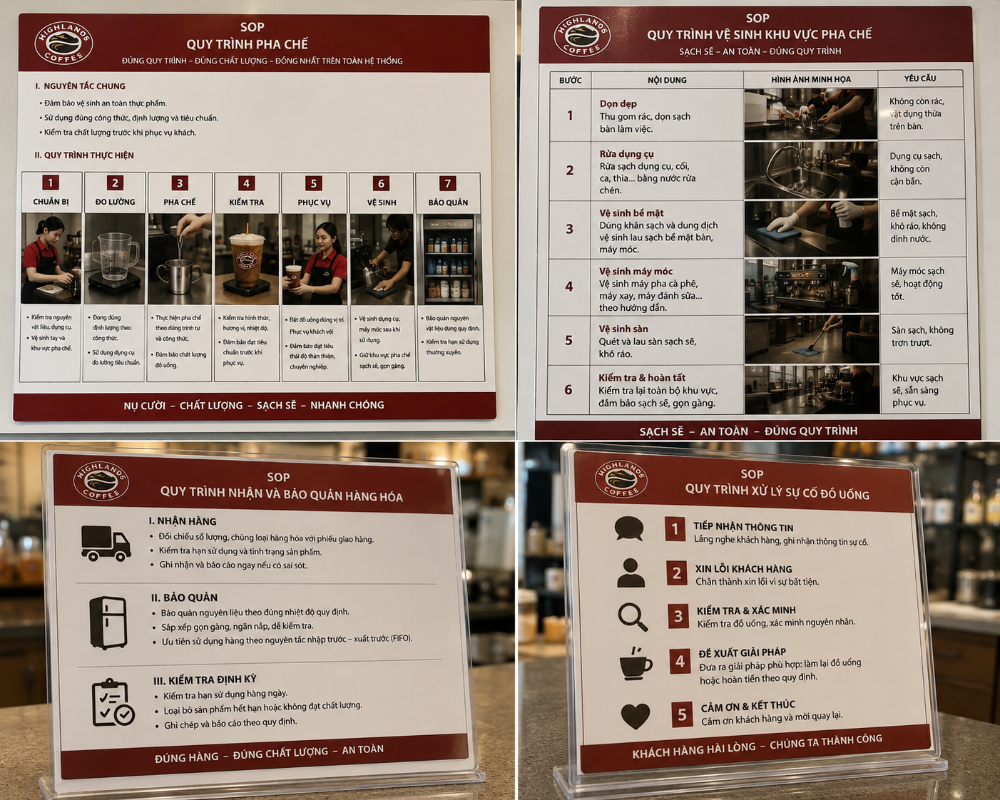 HIGHLAN06
COFFEE
SOP
QUY TRÌNH PHA CHẾ
ĐÚNG QUY TRÌNH – ĐÚNG CHẤT LƯỢNG – ĐỒNG NHẤT TRÊN TOÀN HỆ THỐNG
I. NGUYÊN TẮC CHUNG
• Đảm bảo vệ sinh an toàn thực phẩm.
• Sử dụng đúng công thức, định lượng và tiêu chuẩn.
• Kiểm tra chất lượng trước khi phục vụ khách.
II. QUY TRÌNH THỰC HIỆN
1
CHUẨN BỊ
• Kiểm tra nguyên
vật liệu, dụng cụ.
• Vệ sinh tay và
khu vực pha chế.
2
ĐO LƯỜNG
• Đong đúng
định lượng theo
công thức.
• Sử dụng dụng cụ
đo lường tiêu chuẩn.
3
PHA CHẾ
• Thực hiện pha chế
theo đúng trình tự
và công thức.
• Đảm bảo chất lượng
đồ uống.
4
KIỂM TRA
• Kiểm tra hình thức,
hương vị, nhiệt độ.
• Đảm bảo đạt tiêu
chuẩn trước khi
phục vụ.
5
PHỤC VỤ
• Đặt đồ uống đúng vị trí.
Phục vụ khách với
• Đảm bảo đạt tiêu
thái độ thân thiện,
chuyên nghiệp.
6
VỆ SINH
• Vệ sinh dụng cụ,
máy móc sau khi
sử dụng.
• Giữ khu vực pha chế
sạch sẽ, gọn gàng.
7
BẢO QUẢN
• Bảo quản nguyên
vật liệu đúng quy định.
• Kiểm tra hạn sử dụng
thường xuyên.
NỤ CƯỜI – CHẤT LƯỢNG – SẠCH SẼ – NHANH CHÓNG
HIGHLAN06
COFFEE
SOP
QUY TRÌNH VỆ SINH KHU VỰC PHA CHẾ
SẠCH SẼ – AN TOÀN – ĐÚNG QUY TRÌNH
BƯỚC NỘI DUNG HÌNH ẢNH MINH HỌA YÊU CẦU
1
Dọn dẹp
Thu gom rác, dọn sạch
bàn làm việc.
Không còn rác,
vật dụng thừa
trên bàn.
2
Rửa dụng cụ
Rửa sạch dụng cụ, cối,
ca, thìa... bằng nước rửa
chén.
Dụng cụ sạch,
không còn
cặn bẩn.
3
Vệ sinh bề mặt
Dùng khăn sạch và dung dịch
vệ sinh lau sạch bề mặt bàn,
máy móc.
Bề mặt sạch,
khô ráo, không
dính nước.
4
Vệ sinh máy móc
Vệ sinh máy pha cà phê,
máy xay, máy đánh sữa...
theo hướng dẫn.
Máy móc sạch
sẽ, hoạt động
tốt.
5
Vệ sinh sàn
Quét và lau sàn sạch sẽ,
khô ráo.
Sàn sạch, không
trơn trượt.
6
Kiểm tra & hoàn tất
Kiểm tra lại toàn bộ khu vực,
đảm bảo sạch sẽ, gọn gàng.
Khu vực sạch
sẽ, sẵn sàng
phục vụ.
SẠCH SẼ – AN TOÀN – ĐÚNG QUY TRÌNH
HIGHLAN06
COFFEE
SOP
QUY TRÌNH NHẬN VÀ BẢO QUẢN HÀNG HÓA
I. NHẬN HÀNG
• Đối chiếu số lượng, chủng loại hàng hóa với phiếu giao hàng.
• Kiểm tra hạn sử dụng và tình trạng sản phẩm.
• Ghi nhận và báo cáo ngay nếu có sai sót.
II. BẢO QUẢN
• Bảo quản nguyên liệu theo đúng nhiệt độ quy định.
• Sắp xếp gọn gàng, ngăn nắp, dễ kiểm tra.
• Ưu tiên sử dụng hàng theo nguyên tắc nhập trước – xuất trước (FIFO).
III. KIỂM TRA ĐỊNH KỲ
• Kiểm tra hạn sử dụng hàng ngày.
• Loại bỏ sản phẩm hết hạn hoặc không đạt chất lượng.
• Ghi chép và báo cáo theo quy định.
ĐÚNG HÀNG – ĐÚNG CHẤT LƯỢNG – AN TOÀN
HIGHLAN06
COFFEE
SOP
QUY TRÌNH XỬ LÝ SỰ CỐ ĐỒ UỐNG
1
TIẾP NHẬN THÔNG TIN
Lắng nghe khách hàng, ghi nhận thông tin sự cố.
2
XIN LỖI KHÁCH HÀNG
Chân thành xin lỗi vì sự bất tiện.
3
KIỂM TRA & XÁC MINH
Kiểm tra đồ uống, xác minh nguyên nhân.
4
ĐỀ XUẤT GIẢI PHÁP
Đưa ra giải pháp phù hợp: làm lại đồ uống
hoặc hoàn tiền theo quy định.
5
CẢM ƠN & KẾT THÚC
Cảm ơn khách hàng và mời quay lại.
KHÁCH HÀNG HÀI LÒNG – CHÚNG TA THÀNH CÔNG